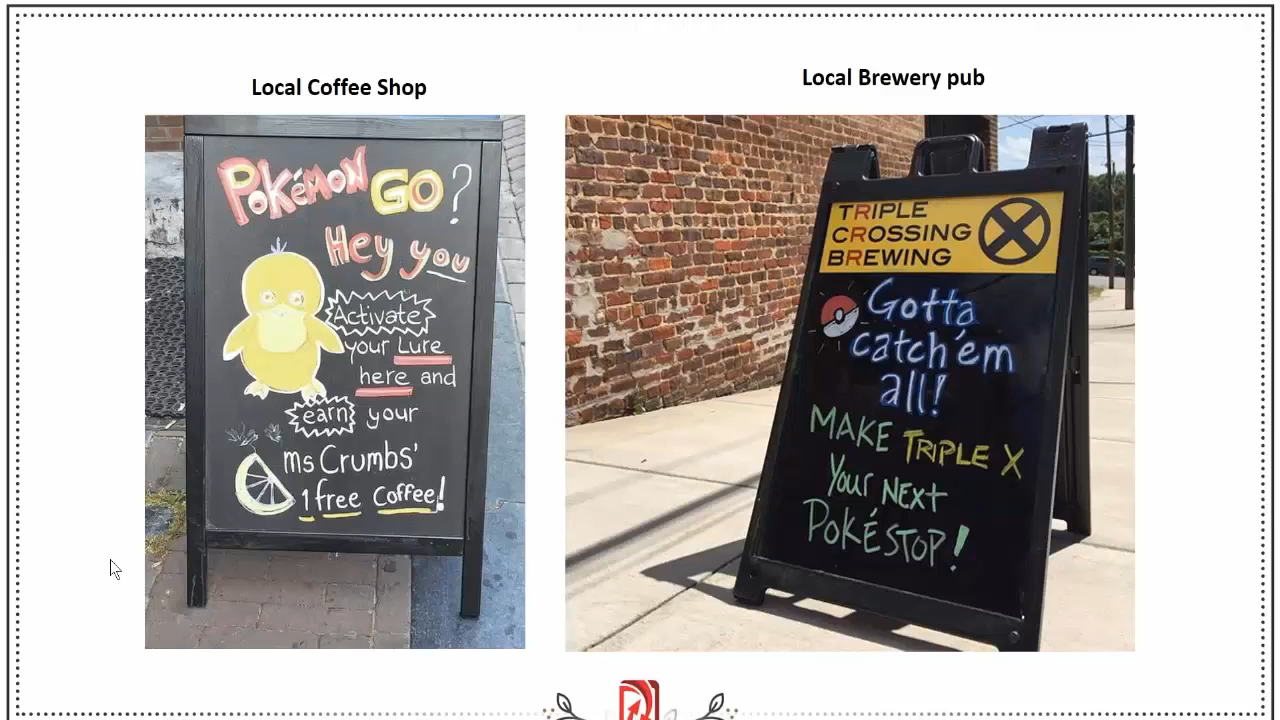 Local Coffee Shop
POKÉMON GO?
Hey you
Activate
your Lure
here and
earn your
ms Crumbs'
1 free Coffee!
Local Brewery pub
TRIPLE
CROSSING
BREWING
Gotta
catch 'em
all!
MAKE TRIPLE X
Your NEXT
POKÉSTOP!